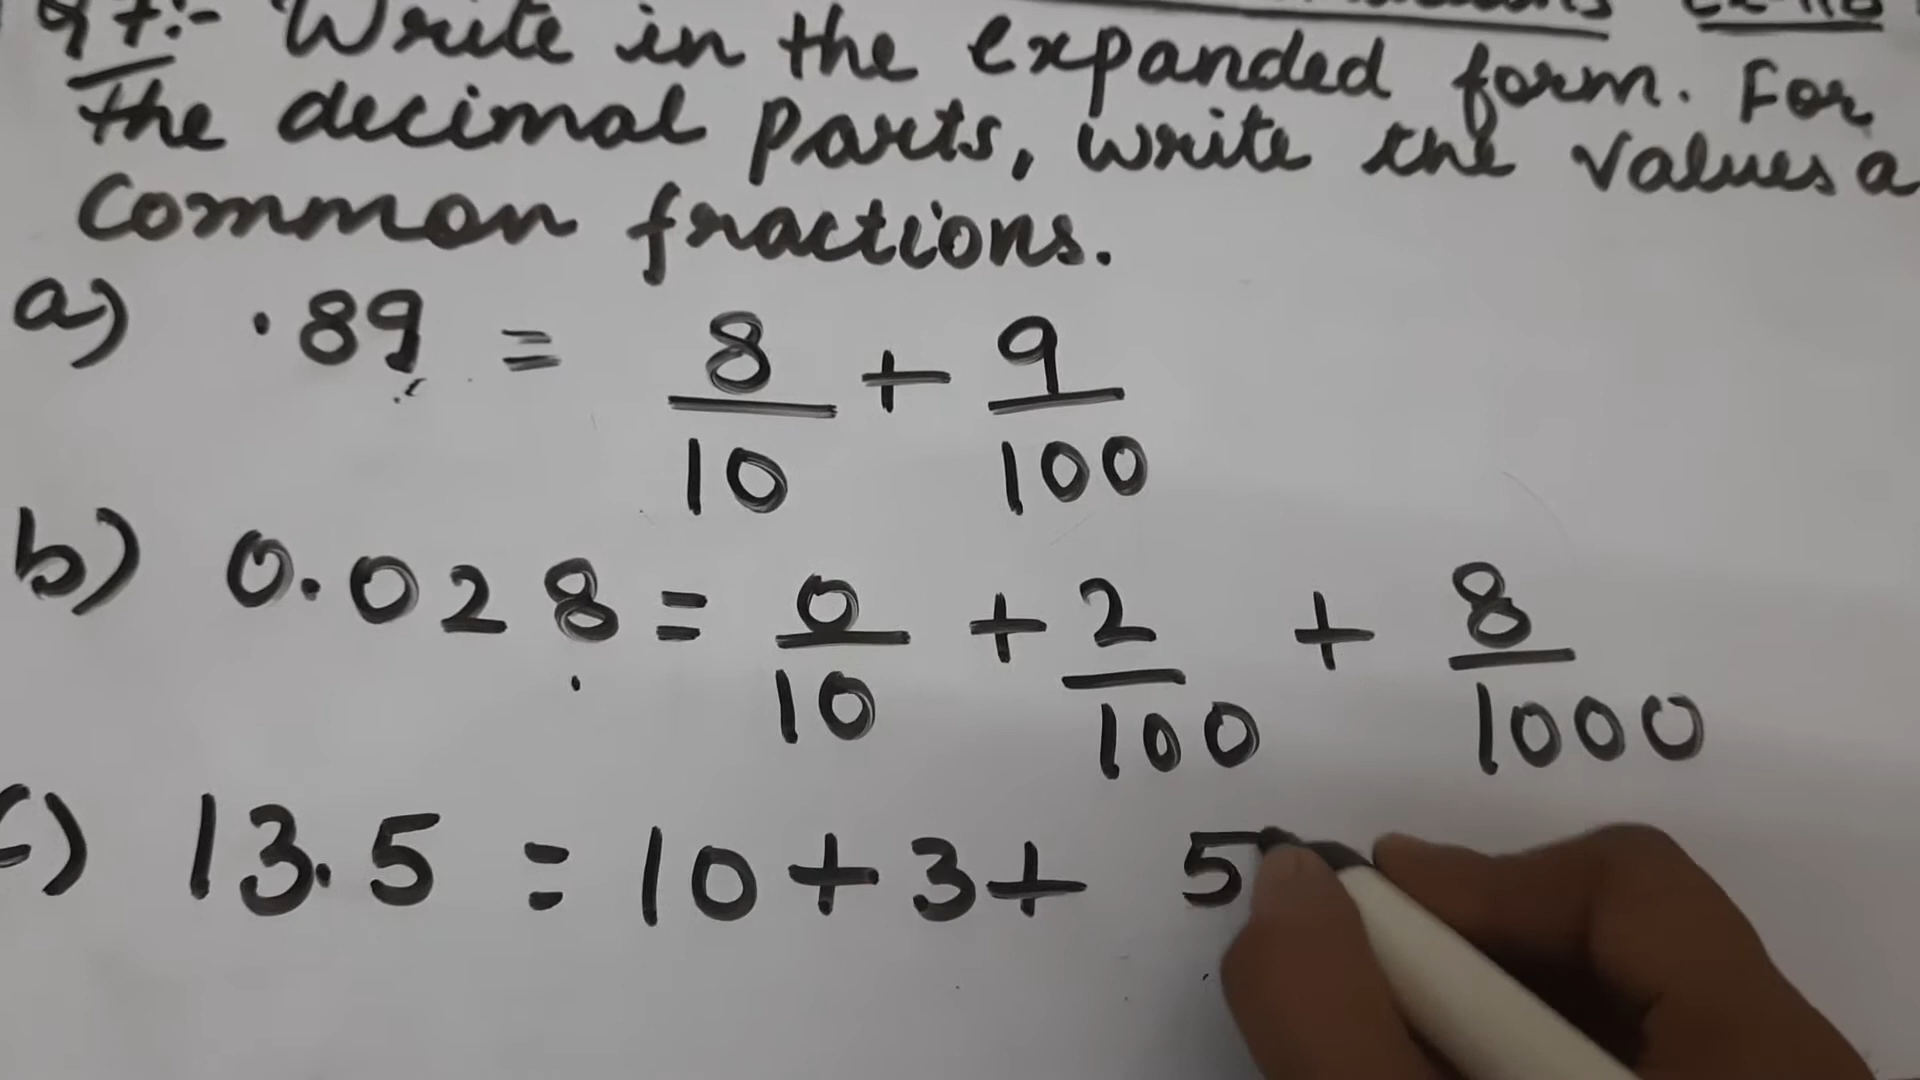 Q7:- Write in the expanded form. For
the decimal parts, write the values a
Common fractions.
a) .89 = 8/10 + 9/100
b) 0.028 = 0/10 + 2/100 + 8/1000
c) 13.5 = 10 + 3 + 5